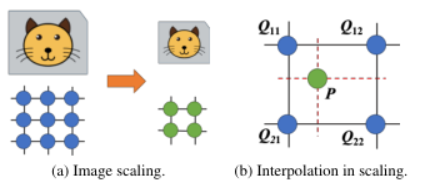 Q11 Q12
P
Q21 Q22
(a) Image scaling. (b) Interpolation in scaling.